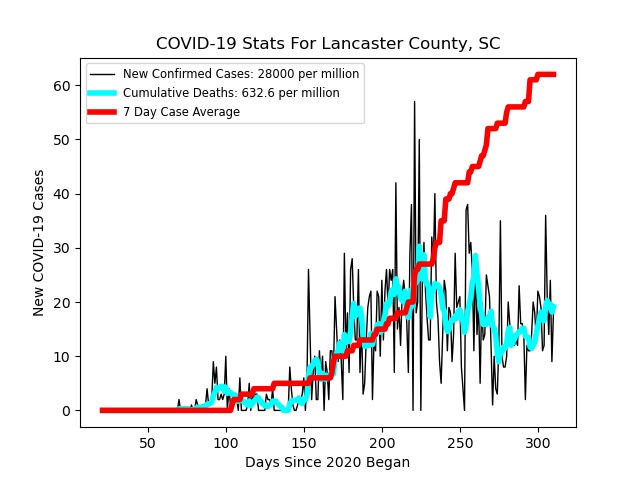 COVID-19 Stats For Lancaster County, SC
New Confirmed Cases: 28000 per million
Cumulative Deaths: 632.6 per million
7 Day Case Average
New COVID-19 Cases
60
50
40
30
20
10
0
50 100 150 200 250 300
Days Since 2020 Began